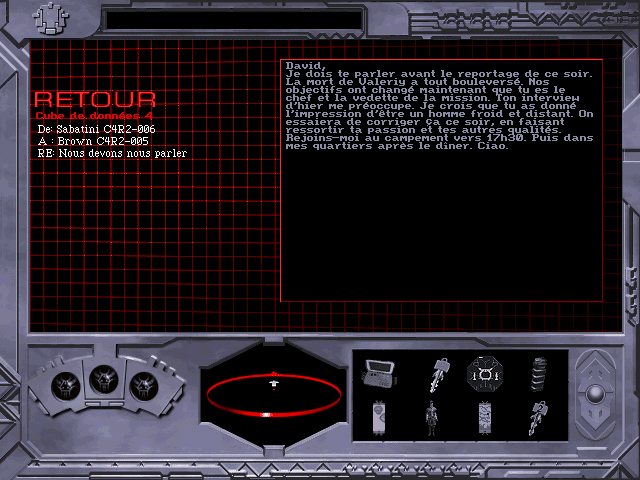 RETOUR
Cube de données 4
De: Sabatini C4R2-006
A : Brown C4R2-005
RE: Nous devons nous parler
David,
Je dois te parler avant le reportage de ce soir.
La mort de Valeriy a tout bouleversé. Nos
objectifs ont changé maintenant que tu es le
chef et la vedette de la mission. Ton interview
d'hier me préoccupe. Je crois que tu as donné
l'impression d'être un homme froid et distant. On
essaiera de corriger ça ce soir, en faisant
ressortir ta passion et tes autres qualités.
Rejoins-moi au campement vers 17h30. Puis dans
mes quartiers après le dîner. Ciao.